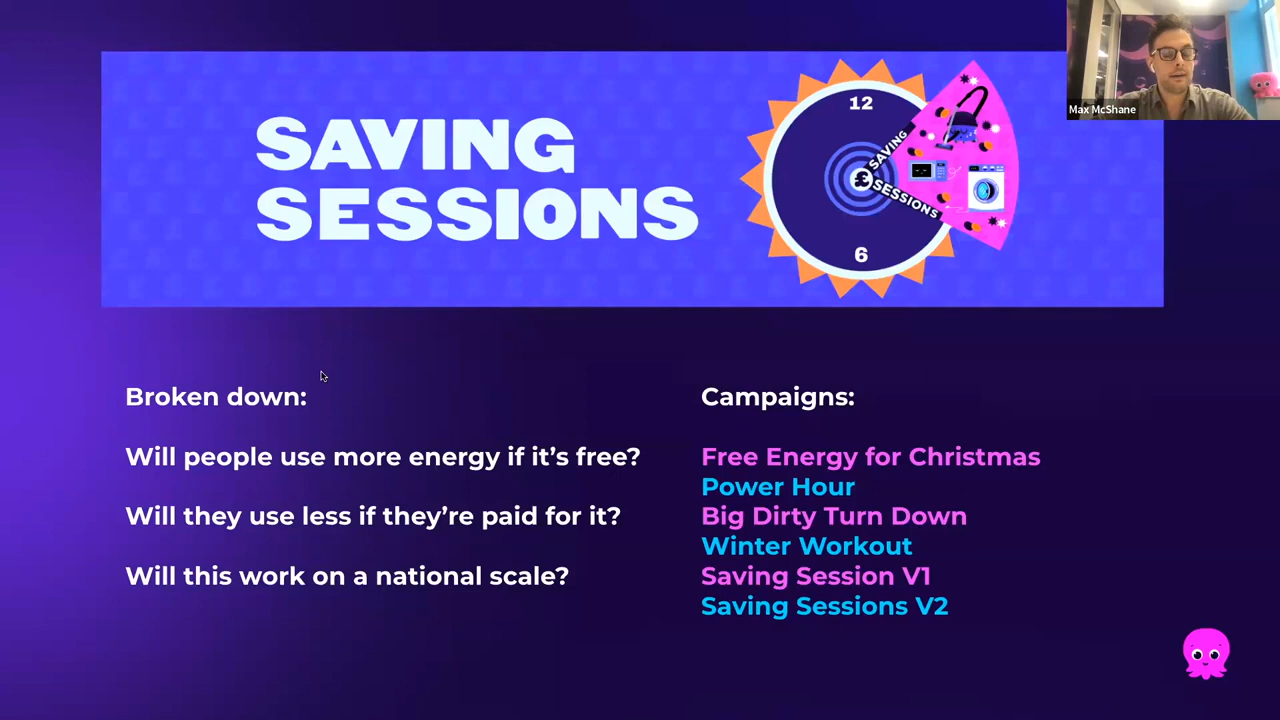 SAVING
SESSIONS
12
SAVING
£
SESSIONS
6
Max McShane
Broken down:
Will people use more energy if it’s free?
Will they use less if they’re paid for it?
Will this work on a national scale?
Campaigns:
Free Energy for Christmas
Power Hour
Big Dirty Turn Down
Winter Workout
Saving Session V1
Saving Sessions V2